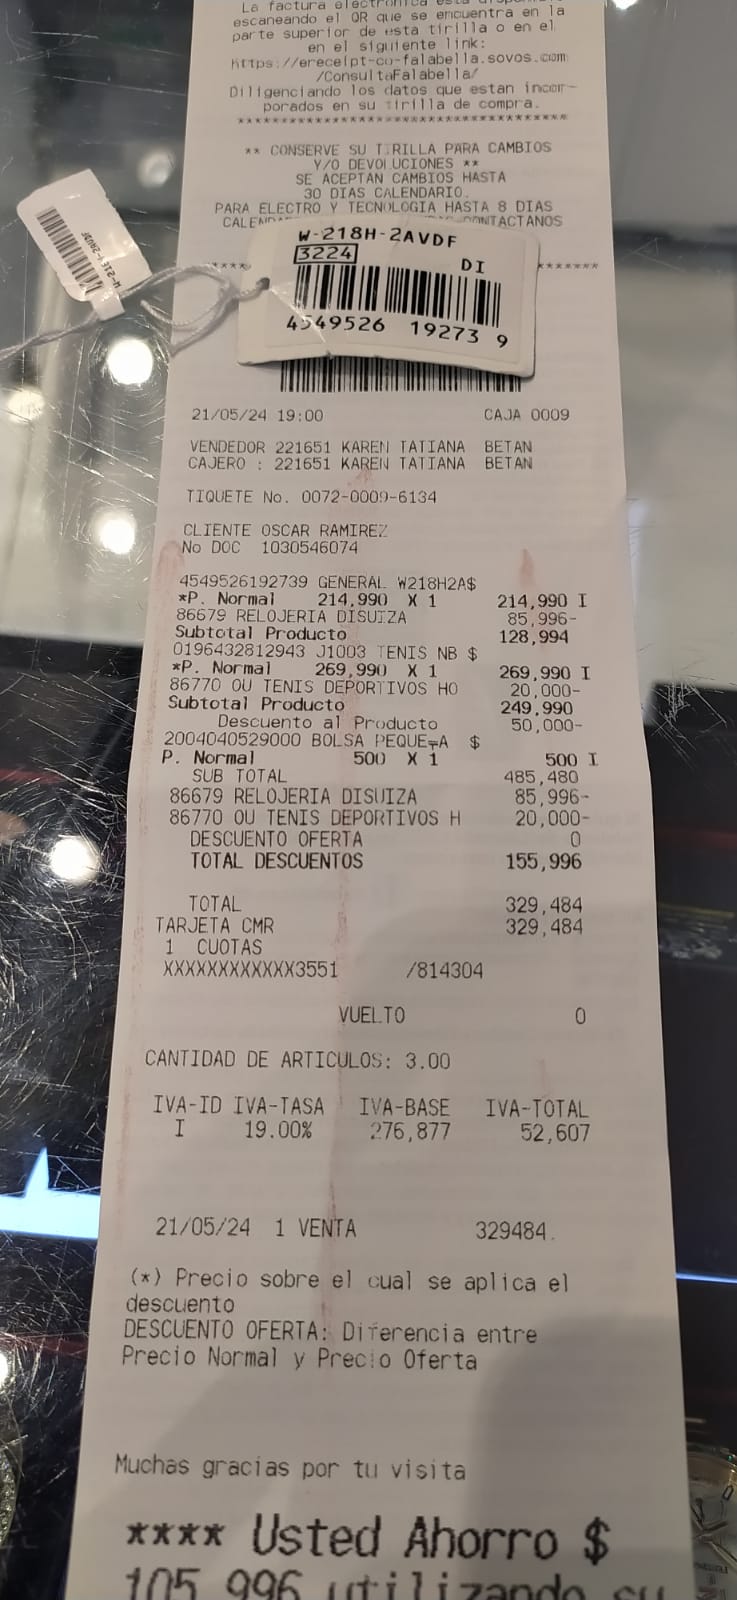 La factura electrónica está
escaneando el QR que se encuentra en la
parte superior de esta tirilla o en el
en el siguiente link:
https://ereceipt-co-falabella.sovos.com
/ConsultaFalabella/
Diligenciando los datos que estan incor-
porados en su tirilla de compra.
****************************************
** CONSERVE SU TIRILLA PARA CAMBIOS
Y/O DEVOLUCIONES **
SE ACEPTAN CAMBIOS HASTA
30 DIAS CALENDARIO.
PARA ELECTRO Y TECNOLOGIA HASTA 8 DIAS
CONTACTANOS
W-218H-2AVDF
3224
DI
4549526 19273 9
21/05/24 19:00 CAJA 0009
VENDEDOR 221651 KAREN TATIANA BETAN
CAJERO : 221651 KAREN TATIANA BETAN
TIQUETE No. 0072-0009-6134
CLIENTE OSCAR RAMIREZ
No DOC 1030546074
4549526192739 GENERAL W218H2A$
*P. Normal 214,990 X 1 214,990 I
86679 RELOJERIA DISUIZA 85,996-
Subtotal Producto 128,994
0196432812943 J1003 TENIS NB $
*P. Normal 269,990 X 1 269,990 I
86770 OU TENIS DEPORTIVOS HO 20,000-
Subtotal Producto 249,990
Descuento al Producto 50,000-
2004040529000 BOLSA PEQUE¬A $
P. Normal 500 X 1 500 I
SUB TOTAL 485,480
86679 RELOJERIA DISUIZA 85,996-
86770 OU TENIS DEPORTIVOS H 20,000-
DESCUENTO OFERTA 0
TOTAL DESCUENTOS 155,996
TOTAL 329,484
TARJETA CMR 329,484
1 CUOTAS
XXXXXXXXXXXX3551 /814304
VUELTO 0
CANTIDAD DE ARTICULOS: 3.00
IVA-ID IVA-TASA IVA-BASE IVA-TOTAL
I 19.00% 276,877 52,607
21/05/24 1 VENTA 329484.
(*) Precio sobre el cual se aplica el
descuento
DESCUENTO OFERTA: Diferencia entre
Precio Normal y Precio Oferta
Muchas gracias por tu visita
**** Usted Ahorro $
105,996 utilizando su